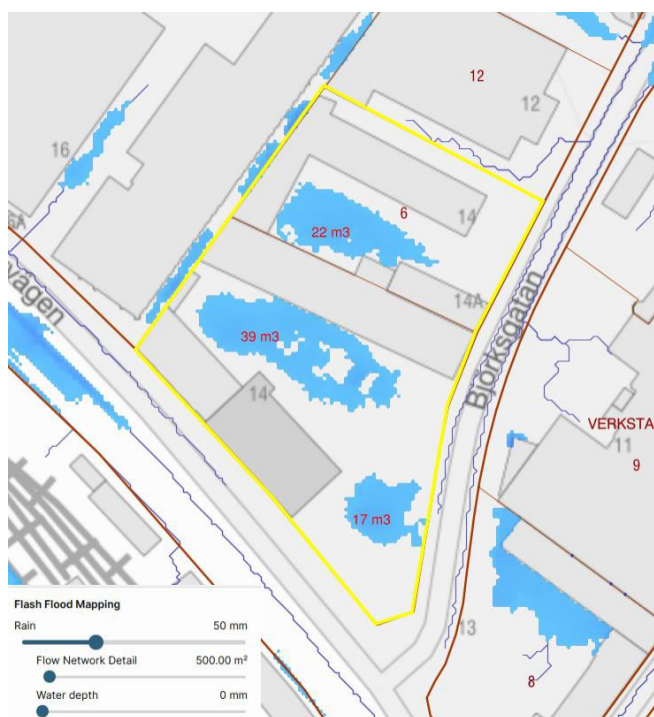 12
12
16
6
14
22 m3
14A
vägen
39 m3
Björksgatan
14
VERKSTA
11
9
17 m3
13
8
Flash Flood Mapping
Rain 50 mm
Flow Network Detail 500.00 m²
Water depth 0 mm